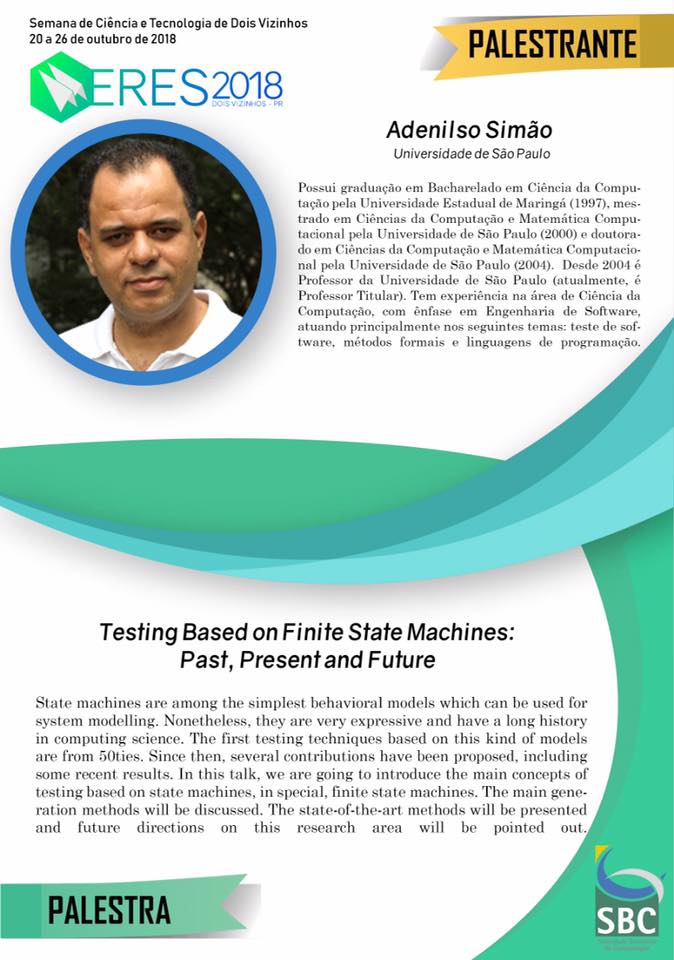 Semana de Ciência e Tecnologia de Dois Vizinhos
20 a 26 de outubro de 2018
PALESTRANTE
ERES2018
DOIS VIZINHOS - PR
Adenilso Simão
Universidade de São Paulo
Possui graduação em Bacharelado em Ciência da Compu-
tação pela Universidade Estadual de Maringá (1997), mes-
trado em Ciências da Computação e Matemática Compu-
tacional pela Universidade de São Paulo (2000) e doutora-
do em Ciências da Computação e Matemática Computacio-
nal pela Universidade de São Paulo (2004). Desde 2004 é
Professor da Universidade de São Paulo (atualmente, é
Professor Titular). Tem experiência na área de Ciência da
Computação, com ênfase em Engenharia de Software,
atuando principalmente nos seguintes temas: teste de sof-
tware, métodos formais e linguagens de programação.
Testing Based on Finite State Machines:
Past, Present and Future
State machines are among the simplest behavioral models which can be used for
system modelling. Nonetheless, they are very expressive and have a long history
in computing science. The first testing techniques based on this kind of models
are from 50ties. Since then, several contributions have been proposed, including
some recent results. In this talk, we are going to introduce the main concepts of
testing based on state machines, in special, finite state machines. The main gene-
ration methods will be discussed. The state-of-the-art methods will be presented
and future directions on this research area will be pointed out.
PALESTRA
SBC